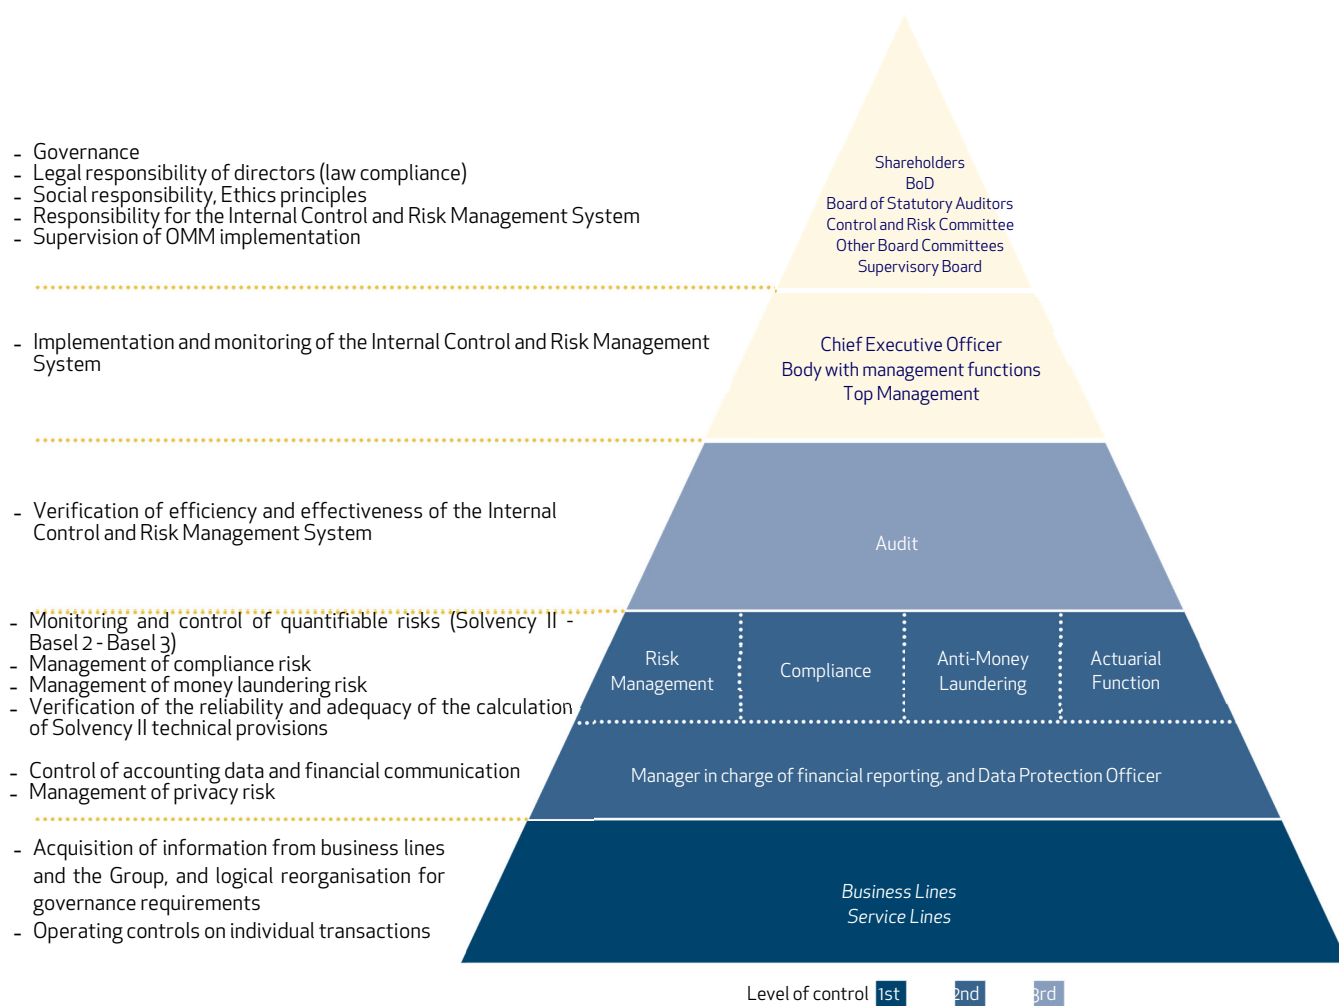 - Governance
- Legal responsibility of directors (law compliance)
- Social responsibility, Ethics principles
- Responsibility for the Internal Control and Risk Management System
- Supervision of OMM implementation
Shareholders
BoD
Board of Statutory Auditors
Control and Risk Committee
Other Board Committees
Supervisory Board
- Implementation and monitoring of the Internal Control and Risk Management
System
Chief Executive Officer
Body with management functions
Top Management
- Verification of efficiency and effectiveness of the Internal
Control and Risk Management System
Audit
- Monitoring and control of quantifiable risks (Solvency II -
Basel 2 - Basel 3)
- Management of compliance risk
- Management of money laundering risk
- Verification of the reliability and adequacy of the calculation
of Solvency II technical provisions
Risk
Management
Compliance
Anti-Money
Laundering
Actuarial
Function
- Control of accounting data and financial communication
- Management of privacy risk
Manager in charge of financial reporting, and Data Protection Officer
- Acquisition of information from business lines
and the Group, and logical reorganisation for
governance requirements
- Operating controls on individual transactions
Business Lines
Service Lines
Level of control 1st 2nd 3rd